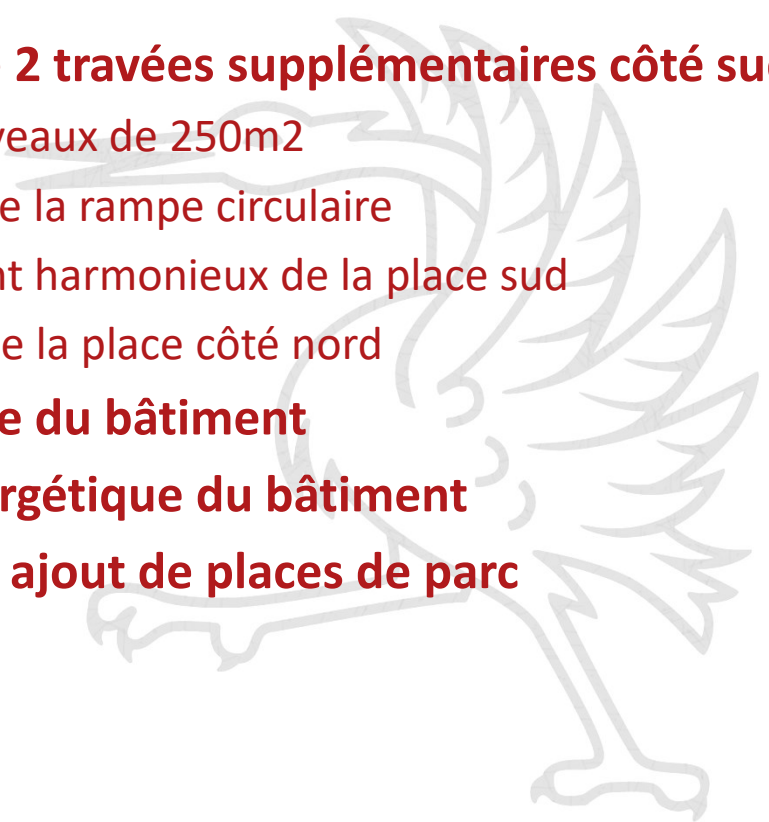 2 travées supplémentaires côté su
veaux de 250m2
e la rampe circulaire
nt harmonieux de la place sud
e la place côté nord
e du bâtiment
rgétique du bâtiment
ajout de places de parc